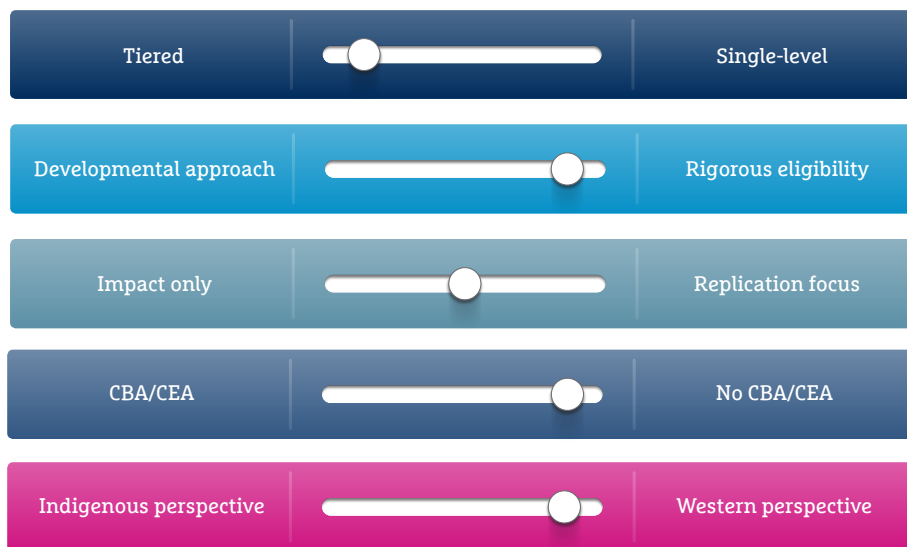 Tiered Single-level
Developmental approach Rigorous eligibility
Impact only Replication focus
CBA/CEA No CBA/CEA
Indigenous perspective Western perspective